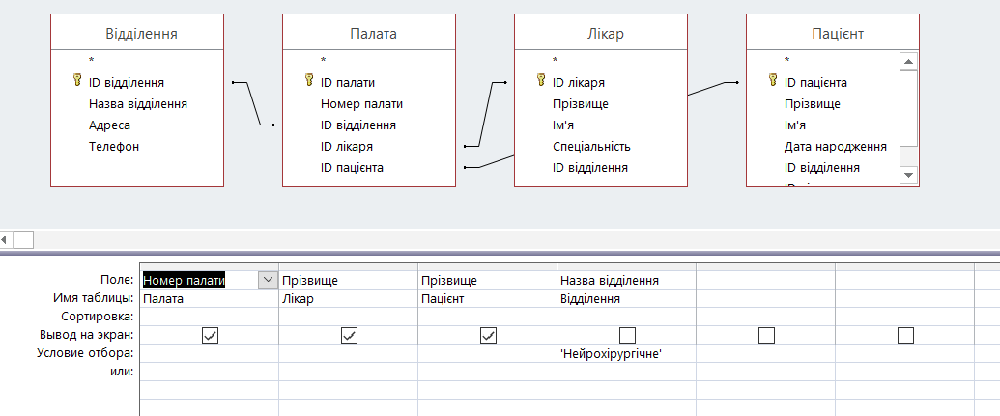 Відділення
*
ID відділення
Назва відділення
Адреса
Телефон
Палата
*
ID палати
Номер палати
ID відділення
ID лікаря
ID пацієнта
Лікар
*
ID лікаря
Прізвище
Ім'я
Спеціальність
ID відділення
Пацієнт
*
ID пацієнта
Прізвище
Ім'я
Дата народження
ID відділення
Поле: Номер палати Прізвище Прізвище Назва відділення
Имя таблицы: Палата Лікар Пацієнт Відділення
Сортировка:
Вывод на экран:
Условие отбора: 'Нейрохірургічне'
или: